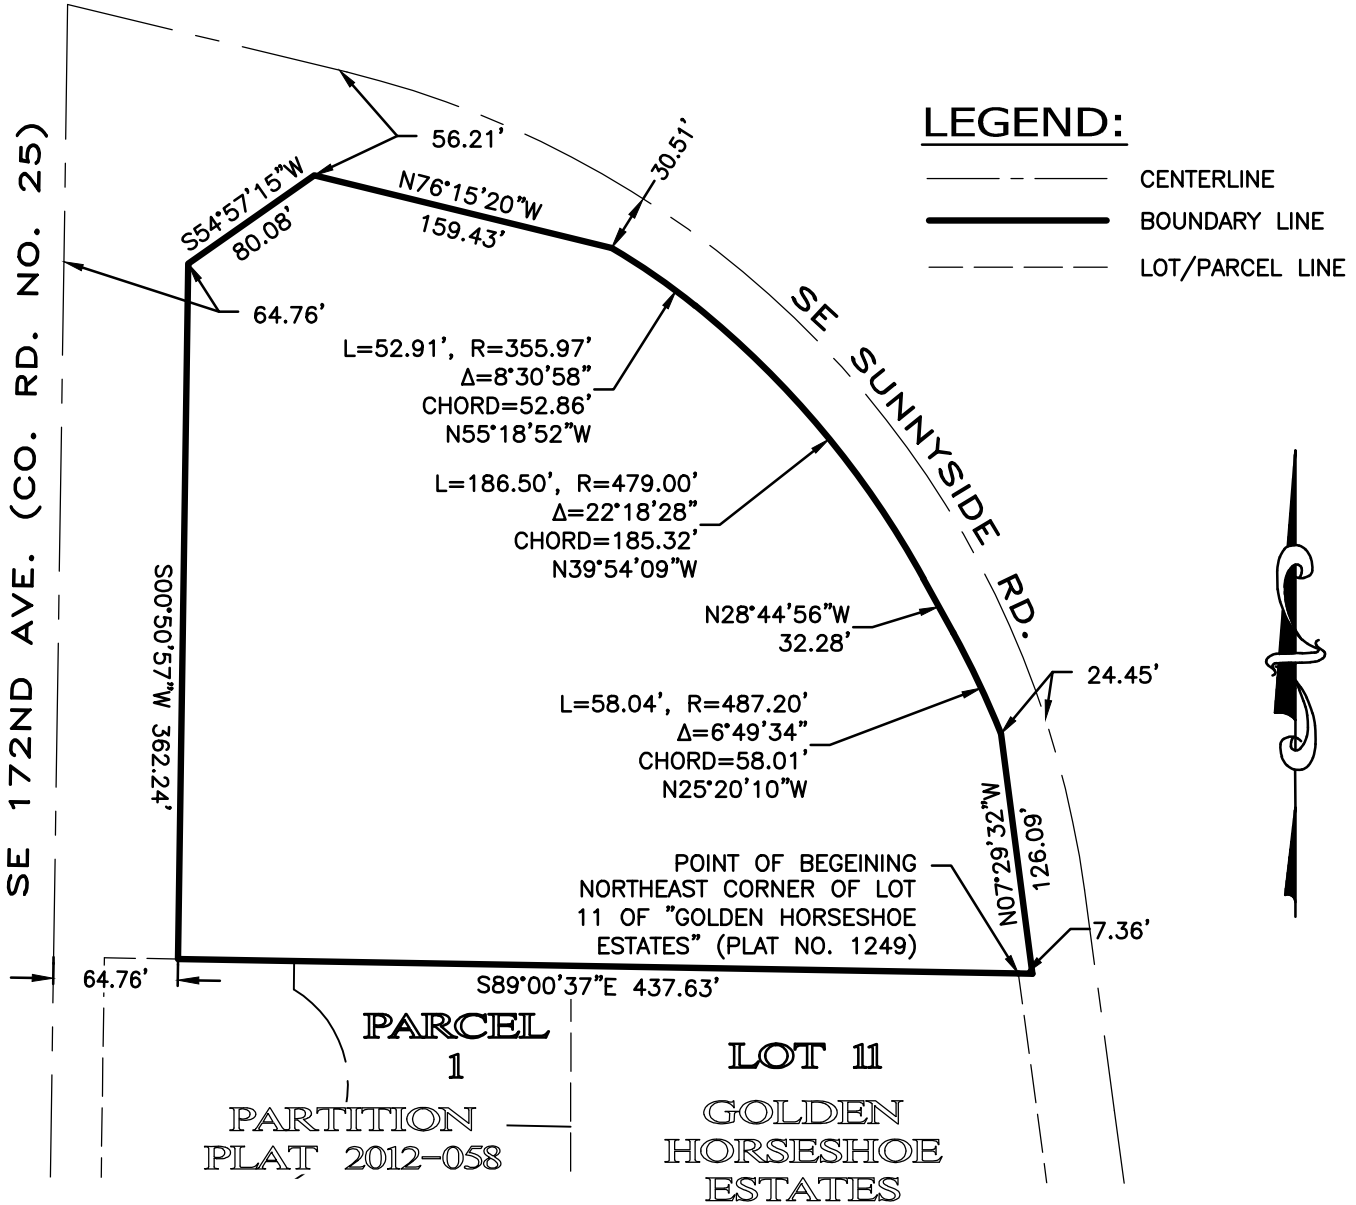 LEGEND:
CENTERLINE
BOUNDARY LINE
LOT/PARCEL LINE
56.21'
30.51'
S54°57'15"W
80.08'
N76°15'20"W
159.43'
64.76'
SE 172ND AVE. (CO. RD. NO. 25)
SE SUNNYSIDE RD.
L=52.91', R=355.97'
Δ=8°30'58"
CHORD=52.86'
N55°18'52"W
L=186.50', R=479.00'
Δ=22°18'28"
CHORD=185.32'
N39°54'09"W
N28°44'56"W
32.28'
S00°50'57"W 362.24'
24.45'
L=58.04', R=487.20'
Δ=6°49'34"
CHORD=58.01'
N25°20'10"W
N07°29'32"W
126.09'
POINT OF BEGEINING
NORTHEAST CORNER OF LOT
11 OF "GOLDEN HORSESHOE
ESTATES" (PLAT NO. 1249)
7.36'
64.76'
S89°00'37"E 437.63'
PARCEL
1
LOT 11
PARTITION
PLAT 2012-058
GOLDEN
HORSESHOE
ESTATES